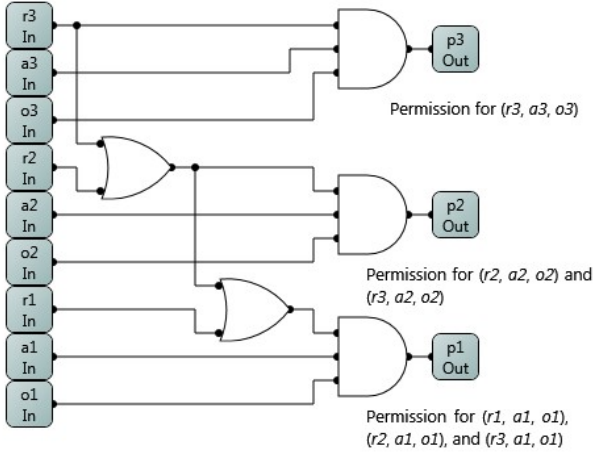 r3
In
a3
In
o3
In
r2
In
a2
In
o2
In
r1
In
a1
In
o1
In
p3
Out
Permission for (r3, a3, o3)
p2
Out
Permission for (r2, a2, o2) and
(r3, a2, o2)
p1
Out
Permission for (r1, a1, o1),
(r2, a1, o1), and (r3, a1, o1)